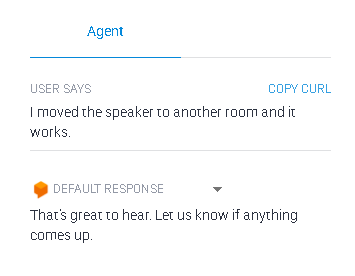 Agent
USER SAYS COPY CURL
I moved the speaker to another room and it
works.
DEFAULT RESPONSE
That's great to hear. Let us know if anything
comes up.